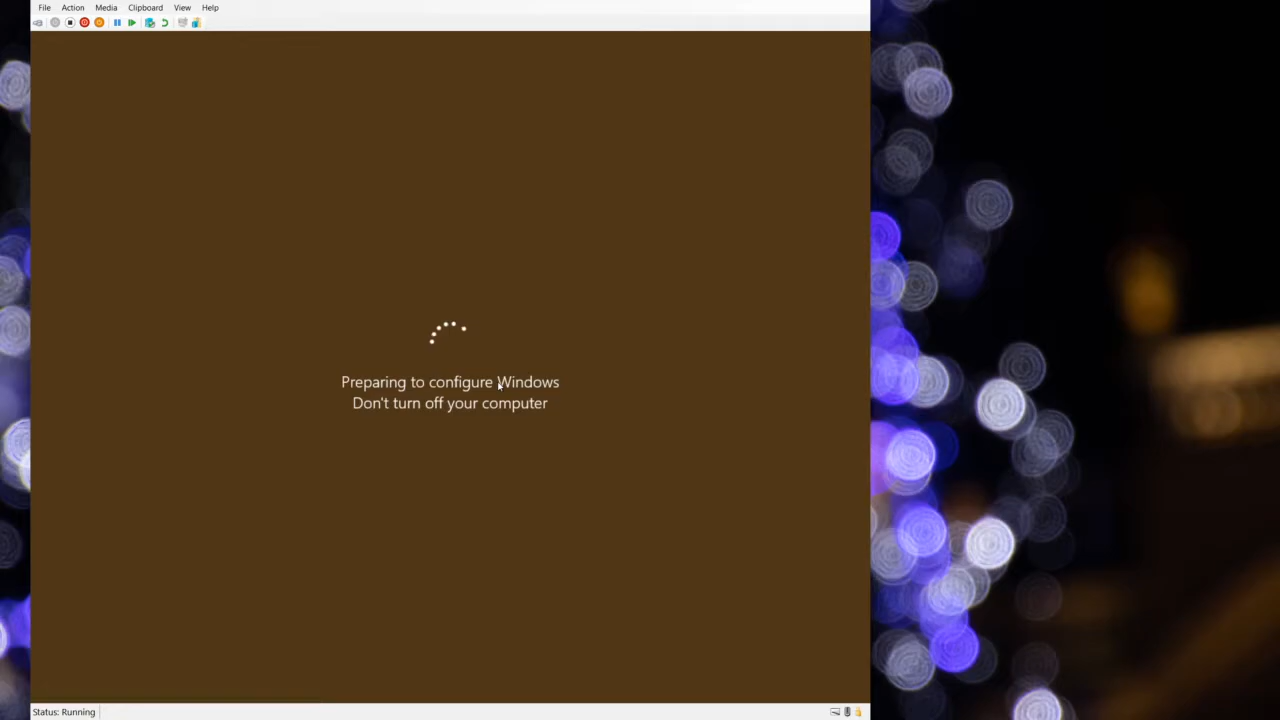 File Action Media Clipboard View Help
Preparing to configure Windows
Don't turn off your computer
Status: Running